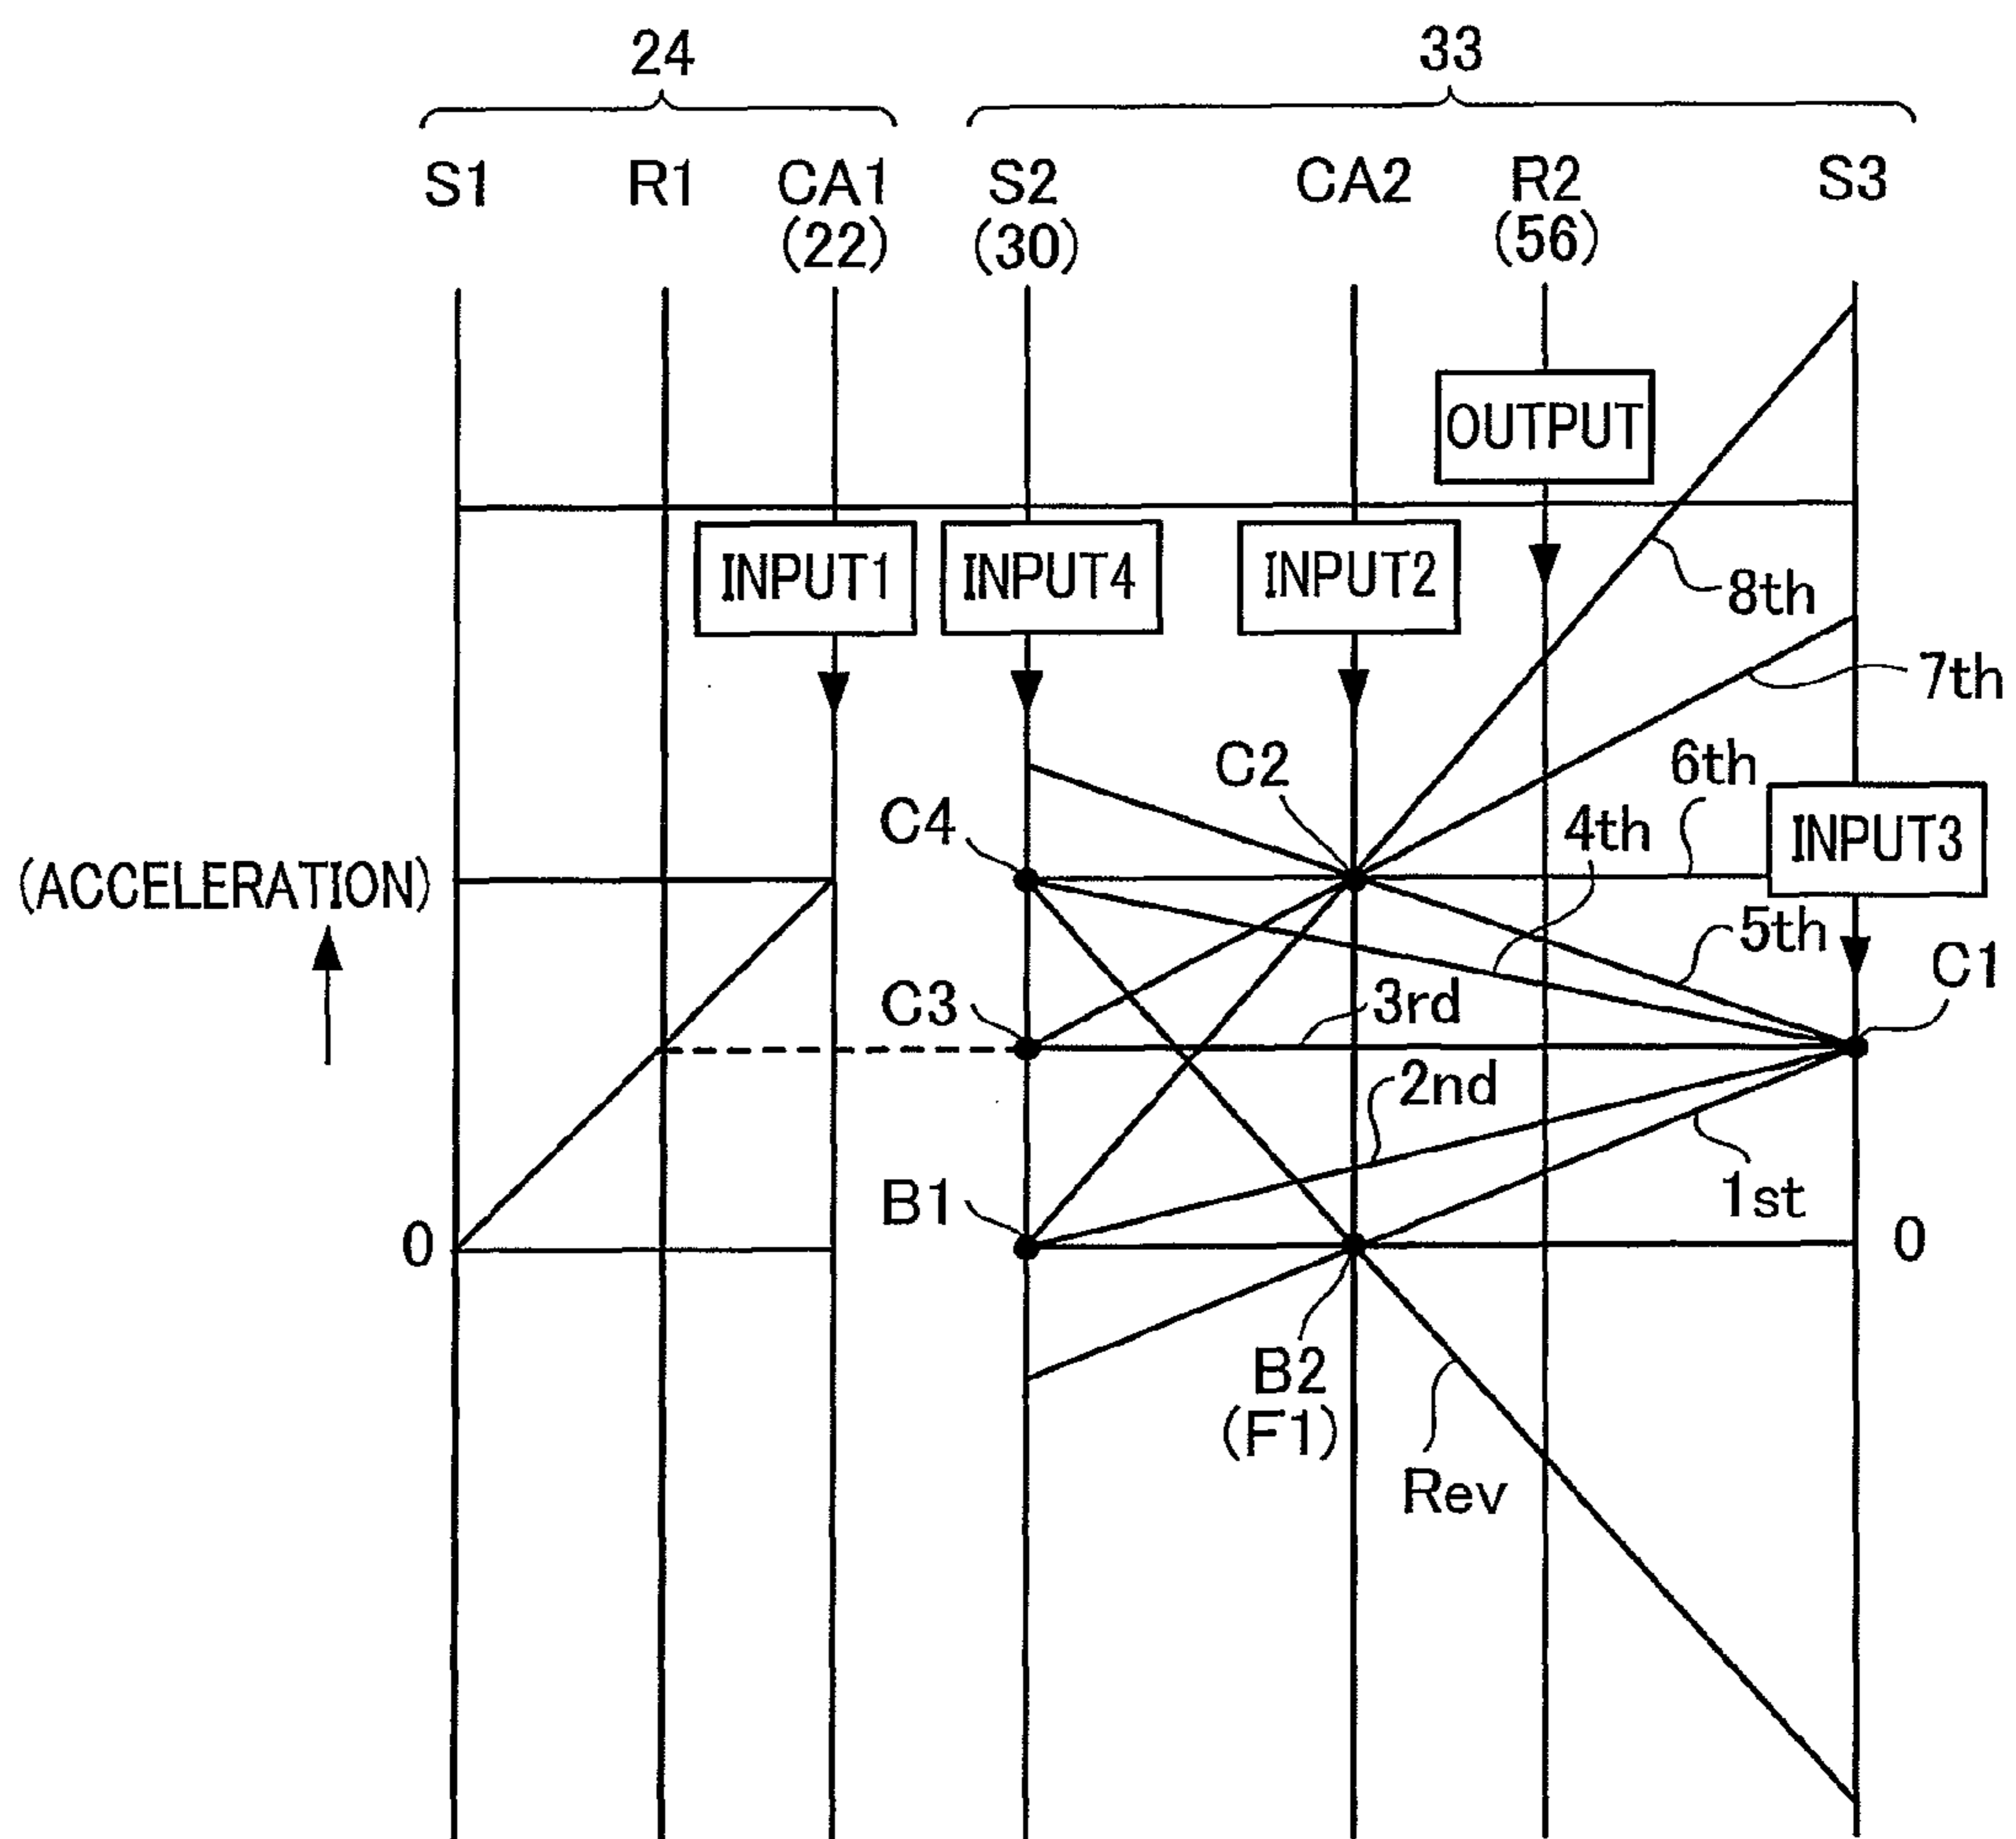 24 33
S1 R1 CA1 S2 CA2 R2 S3
(22) (30) (56)
OUTPUT
INPUT1 INPUT4 INPUT2
8th
7th
C2 6th
C4 4th INPUT3
(ACCELERATION)
5th
C1
C3 3rd
2nd
B1 1st
0 0
B2
(F1)
Rev